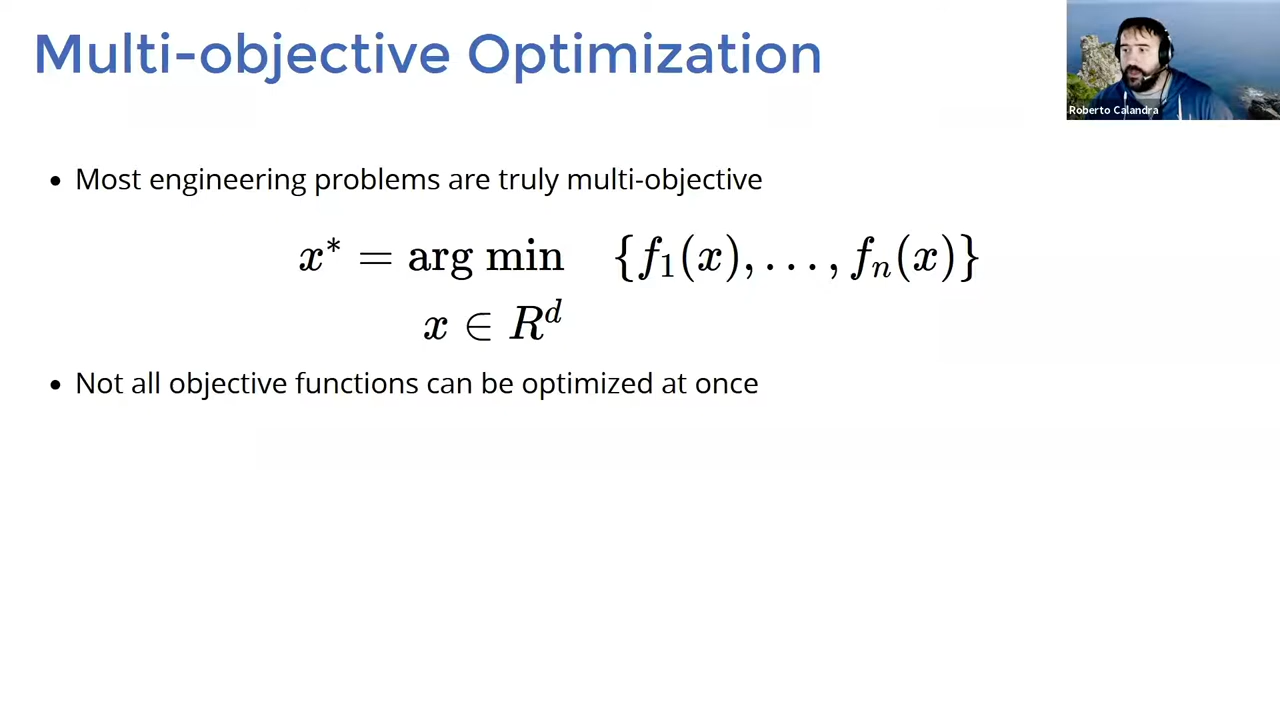 Multi-objective Optimization
Roberto Calandra
• Most engineering problems are truly multi-objective
x* = arg min {f₁(x), . . . , fₙ(x)}
x ∈ Rᵈ
• Not all objective functions can be optimized at once